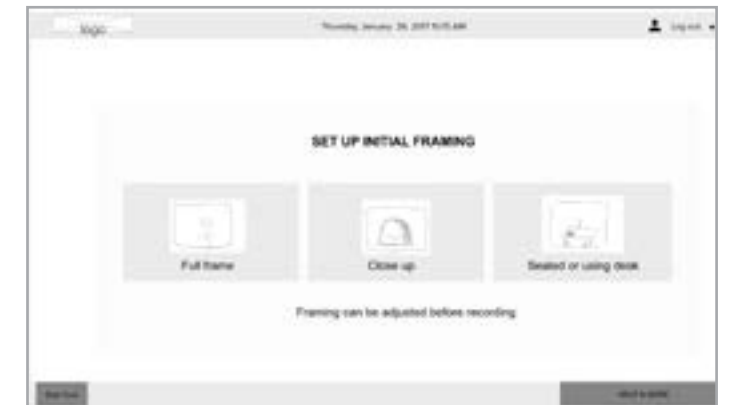 logo
Thursday, January 26, 2017 10:15 AM
Log out
SET UP INITIAL FRAMING
Full frame
Close up
Seated or using desk
Framing can be adjusted before recording